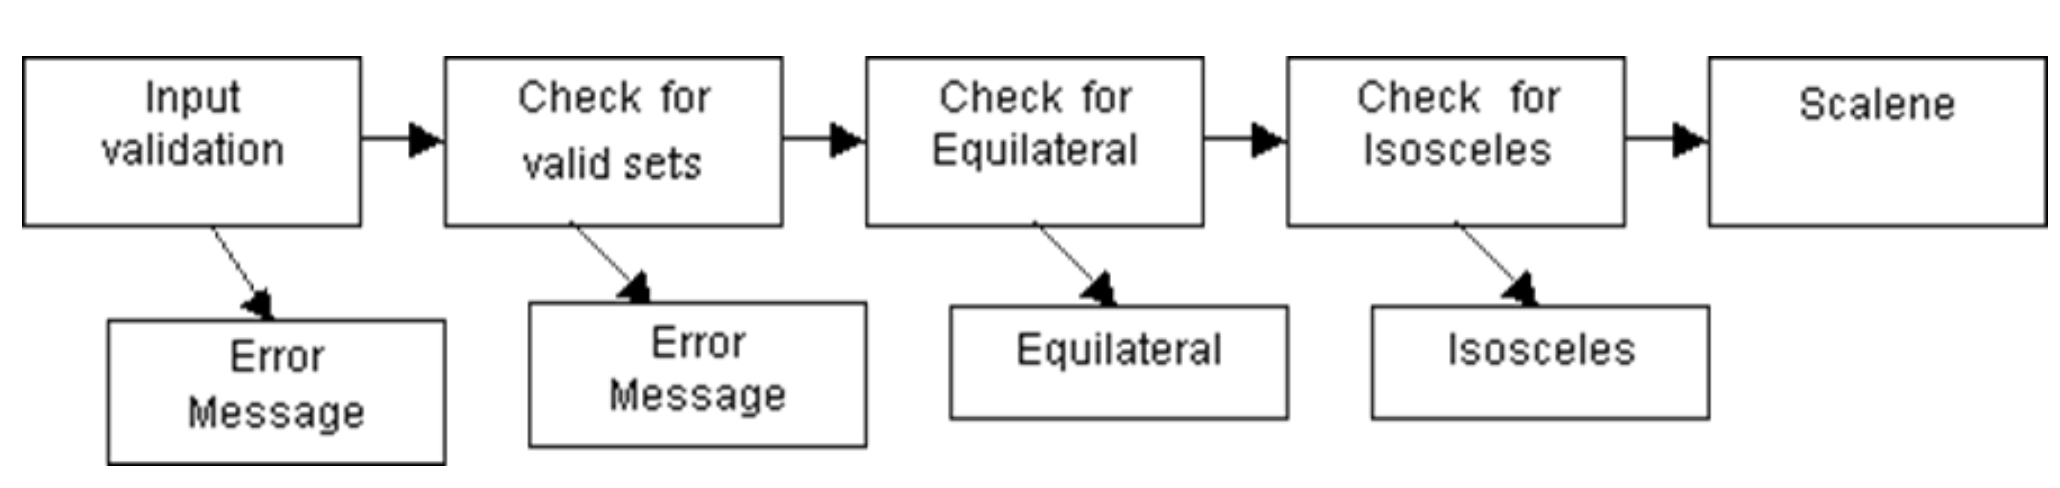 Input
validation
Check for
valid sets
Check for
Equilateral
Check for
Isosceles
Scalene
Error
Message
Error
Message
Equilateral
Isosceles